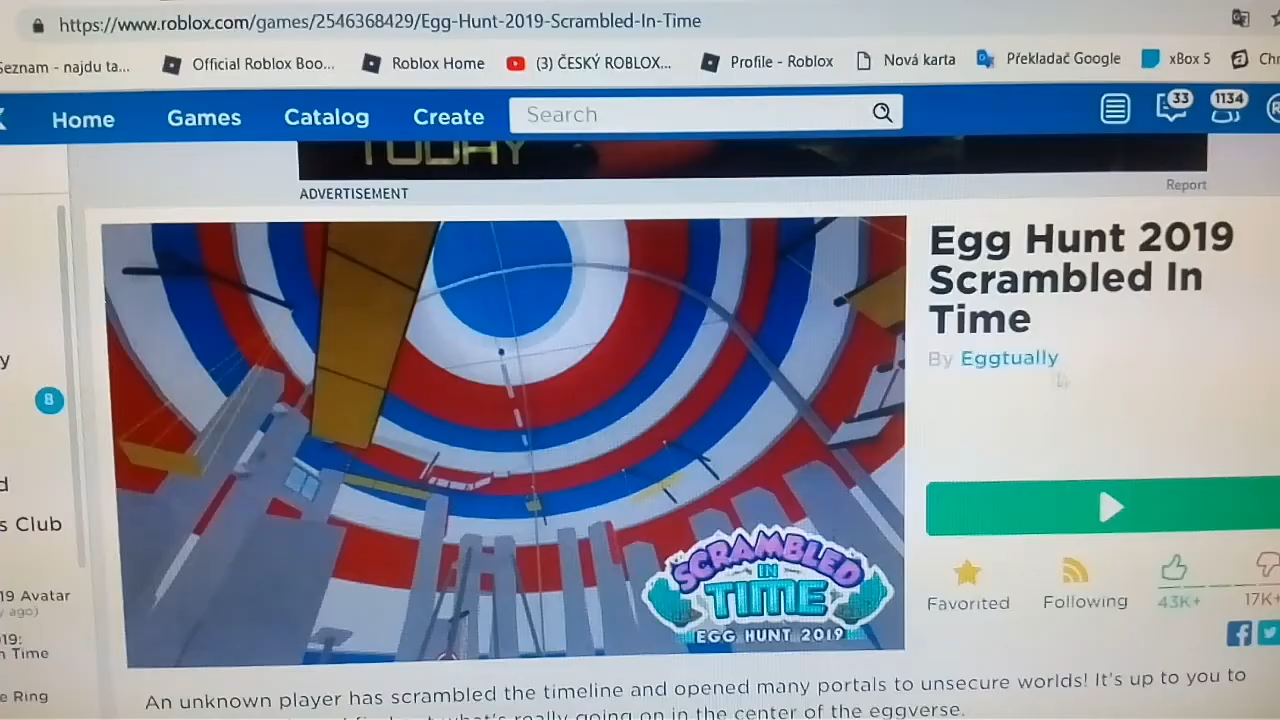 https://www.roblox.com/games/2546368429/Egg-Hunt-2019-Scrambled-In-Time
Seznam - najdu ta...
Official Roblox Boo...
Roblox Home
(3) ČESKÝ ROBLOX...
Profile - Roblox
Nová karta
Překladač Google
xBox S
Chr
Home
Games
Catalog
Create
Search
33
1134
TODAY
ADVERTISEMENT
Report
Egg Hunt 2019
Scrambled In
Time
By Eggtually
8
s Club
19 Avatar
y ago)
19:
n Time
e Ring
SCRAMBLED
IN
TIME
EGG HUNT 2019
Favorited
Following
43K+
17K+
An unknown player has scrambled the timeline and opened many portals to unsecure worlds! It's up to you to
what's really going on in the center of the eggverse.